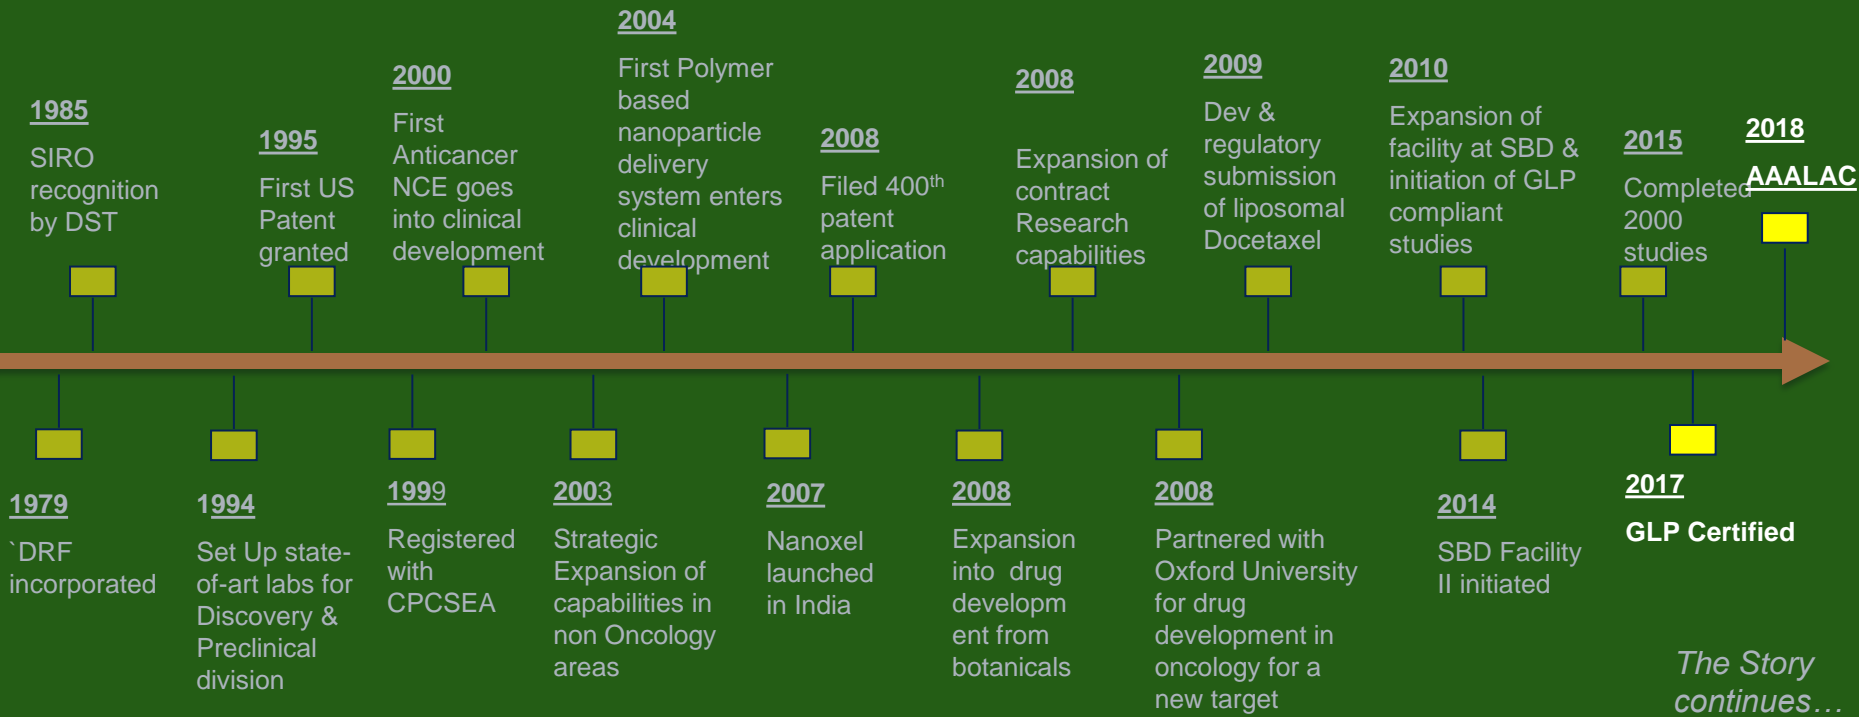 1985
SIRO
recognition
by DST
1995
First US
Patent
granted
2000
First
Anticancer
NCE goes
into clinical
development
2004
First Polymer
based
nanoparticle
delivery
system enters
clinical
development
2008
Filed 400th
patent
application
2008
Expansion of
contract
Research
capabilities
2009
Dev &
regulatory
submission
of liposomal
Docetaxel
2010
Expansion of
facility at SBD &
initiation of GLP
compliant
studies
2015
Completed
2000
studies
2018
AAALAC
1979
`DRF
incorporated
1994
Set Up state-
of-art labs for
Discovery &
Preclinical
division
1999
Registered
with
CPCSEA
2003
Strategic
Expansion of
capabilities in
non Oncology
areas
2007
Nanoxel
launched
in India
2008
Expansion
into drug
developm
ent from
botanicals
2008
Partnered with
Oxford University
for drug
development in
oncology for a
new target
2014
SBD Facility
II initiated
2017
GLP Certified
The Story
continues…